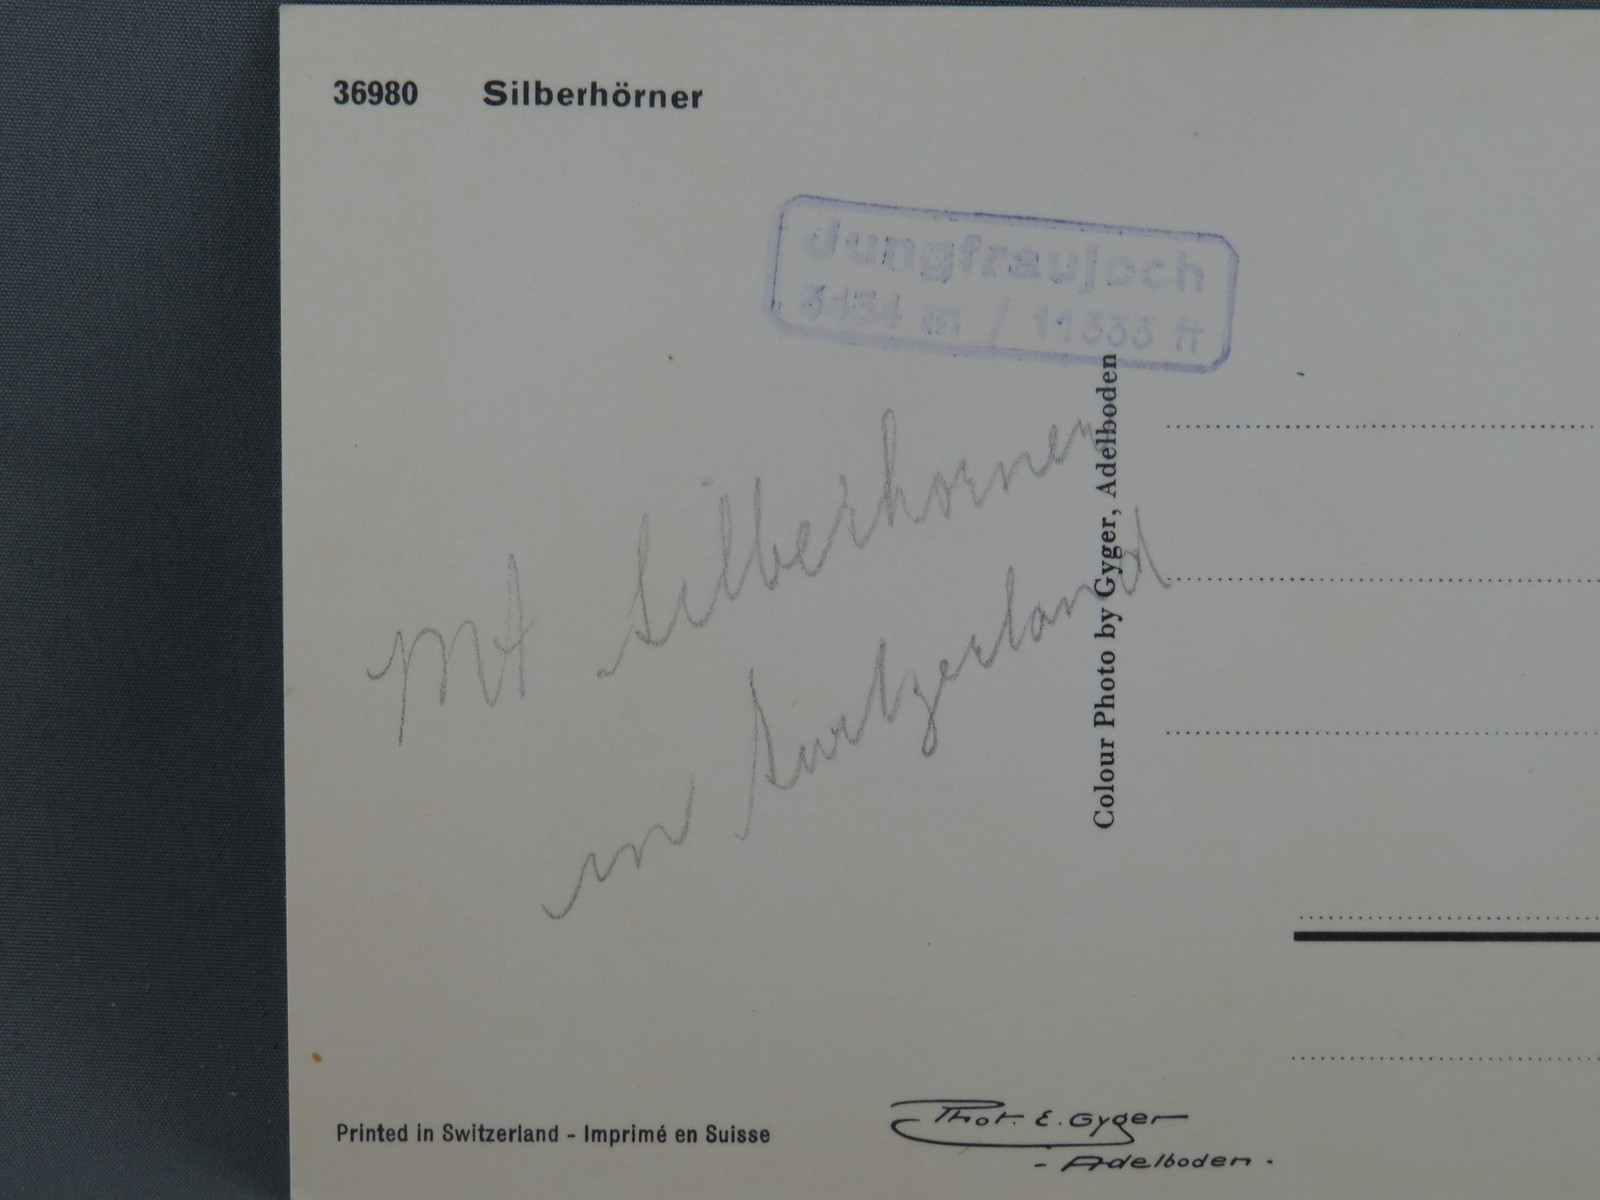 36980 Silberhörner
Jungfraujoch
3454 m / 11333 ft
Mt Silberhorner
in Switzerland
Colour Photo by Gyger, Adelboden
Printed in Switzerland - Imprimé en Suisse
Phot. E. Gyger
- Adelboden -